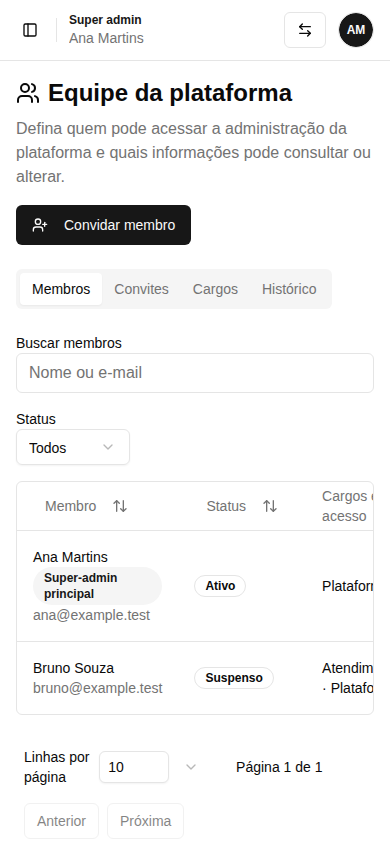 Super admin
Ana Martins
AM
Equipe da plataforma
Defina quem pode acessar a administração da
plataforma e quais informações pode consultar ou
alterar.
Convidar membro
Membros Convites Cargos Histórico
Buscar membros
Nome ou e-mail
Status
Todos
Membro Status Cargos
acesso
Ana Martins
Super-admin
principal
ana@example.test
Ativo
Bruno Souza
bruno@example.test
Suspenso
Linhas por
página
10
Página 1 de 1
Anterior Próxima